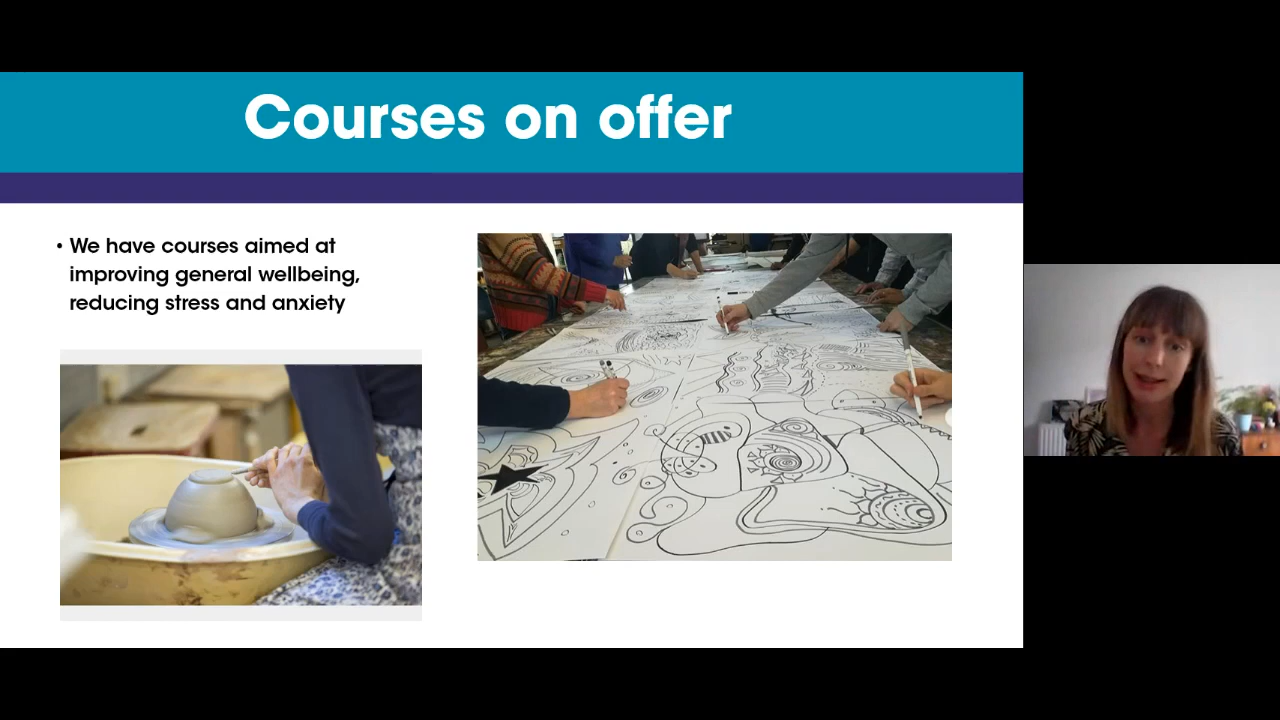 Courses on offer
• We have courses aimed at
improving general wellbeing,
reducing stress and anxiety